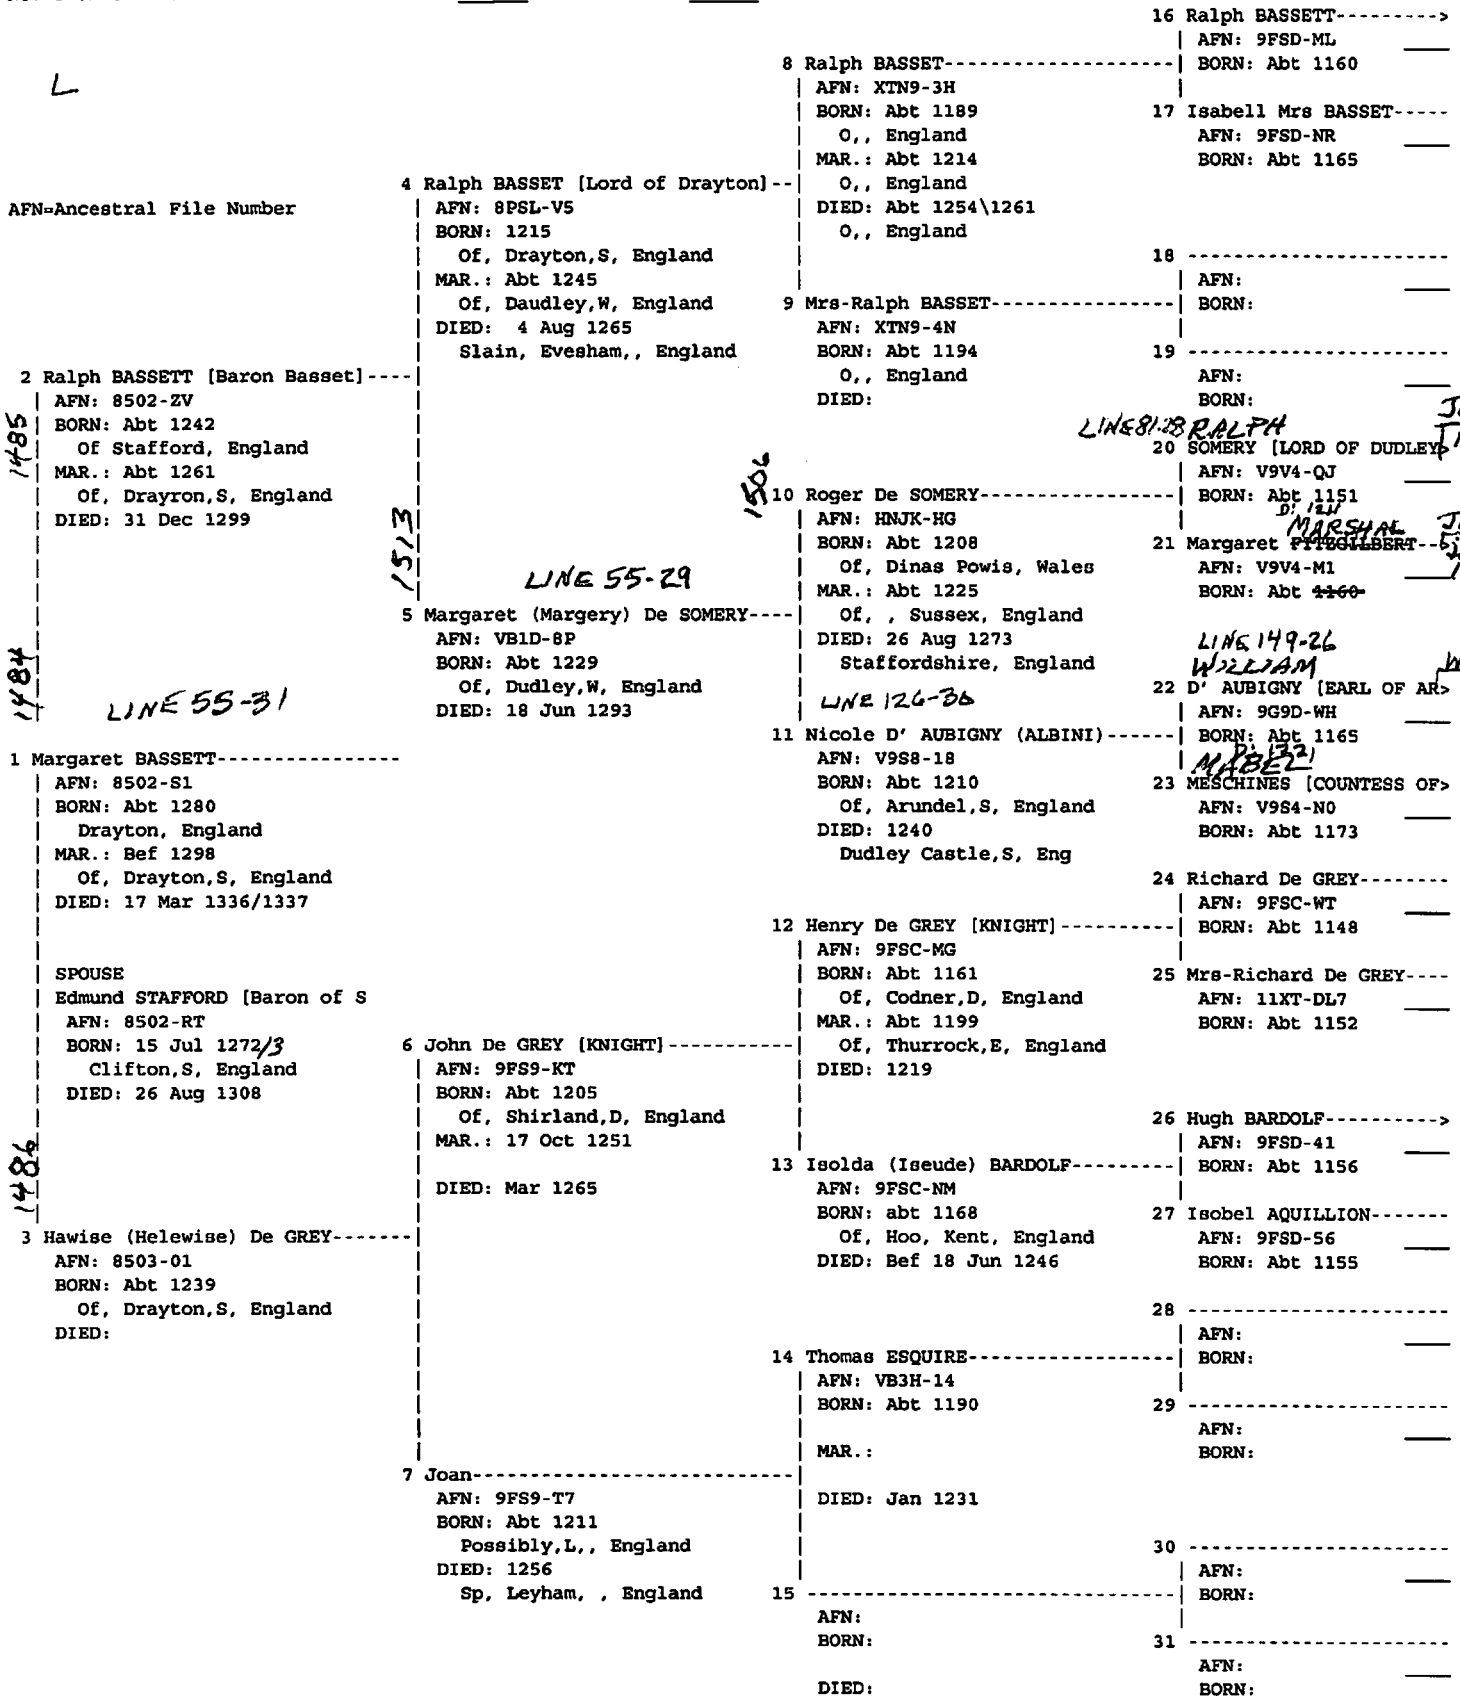 16 Ralph BASSETT--------->
AFN: 9FSD-ML
BORN: Abt 1160
8 Ralph BASSET-------------------
AFN: XTN9-3H
BORN: Abt 1189
O,, England
MAR.: Abt 1214
O,, England
DIED: Abt 1254\1261
O,, England
17 Isabell Mrs BASSET-----
AFN: 9FSD-NR
BORN: Abt 1165
L
AFN=Ancestral File Number
4 Ralph BASSET [Lord of Drayton]--
AFN: 8PSL-V5
BORN: 1215
Of, Drayton,S, England
MAR.: Abt 1245
Of, Daudley,W, England
DIED: 4 Aug 1265
Slain, Evesham,, England
18 ----------------------
AFN:
BORN:
9 Mrs-Ralph BASSET---------------
AFN: XTN9-4N
BORN: Abt 1194
O,, England
DIED:
19 ----------------------
AFN:
BORN:
2 Ralph BASSETT [Baron Basset]----
AFN: 8502-ZV
BORN: Abt 1242
Of Stafford, England
MAR.: Abt 1261
Of, Drayron,S, England
DIED: 31 Dec 1299
1485
LINE 81-28 RALPH
20 SOMERY [LORD OF DUDLEY>
AFN: V9V4-QJ
BORN: Abt 1151
D: 1211
1506
10 Roger De SOMERY----------------
AFN: HNJK-HG
BORN: Abt 1208
Of, Dinas Powis, Wales
MAR.: Abt 1225
Of, , Sussex, England
DIED: 26 Aug 1273
Staffordshire, England
MARSHAL
21 Margaret FITZGILBERT--
AFN: V9V4-M1
BORN: Abt 1160
1513
LINE 55-29
5 Margaret (Margery) De SOMERY----
AFN: VB1D-8P
BORN: Abt 1229
Of, Dudley,W, England
DIED: 18 Jun 1293
LINE 149-26
WILLIAM
22 D' AUBIGNY [EARL OF AR>
AFN: 9G9D-WH
BORN: Abt 1165
D: 1221
1484
LINE 55-31
LINE 126-30
11 Nicole D' AUBIGNY (ALBINI)------
AFN: V9S8-18
BORN: Abt 1210
Of, Arundel,S, England
DIED: 1240
Dudley Castle,S, Eng
MABEL
23 MESCHINES [COUNTESS OF>
AFN: V9S4-N0
BORN: Abt 1173
1 Margaret BASSETT---------------
AFN: 8502-S1
BORN: Abt 1280
Drayton, England
MAR.: Bef 1298
Of, Drayton,S, England
DIED: 17 Mar 1336/1337
SPOUSE
Edmund STAFFORD [Baron of S
AFN: 8502-RT
BORN: 15 Jul 1272/3
Clifton,S, England
DIED: 26 Aug 1308
24 Richard De GREY--------
AFN: 9FSC-WT
BORN: Abt 1148
12 Henry De GREY [KNIGHT]----------
AFN: 9FSC-MG
BORN: Abt 1161
Of, Codner,D, England
MAR.: Abt 1199
Of, Thurrock,E, England
DIED: 1219
25 Mrs-Richard De GREY----
AFN: 11XT-DL7
BORN: Abt 1152
6 John De GREY [KNIGHT]-----------
AFN: 9FS9-KT
BORN: Abt 1205
Of, Shirland,D, England
MAR.: 17 Oct 1251
DIED: Mar 1265
26 Hugh BARDOLF---------->
AFN: 9FSD-41
BORN: Abt 1156
13 Isolda (Iseude) BARDOLF---------
AFN: 9FSC-NM
BORN: abt 1168
Of, Hoo, Kent, England
DIED: Bef 18 Jun 1246
27 Isobel AQUILLION-------
AFN: 9FSD-56
BORN: Abt 1155
1486
3 Hawise (Helewise) De GREY-------
AFN: 8503-01
BORN: Abt 1239
Of, Drayton,S, England
DIED:
28 ----------------------
AFN:
BORN:
14 Thomas ESQUIRE-----------------
AFN: VB3H-14
BORN: Abt 1190
MAR.:
DIED: Jan 1231
29 ----------------------
AFN:
BORN:
7 Joan---------------------------
AFN: 9FS9-T7
BORN: Abt 1211
Possibly,L,, England
DIED: 1256
Sp, Leyham, , England
30 ----------------------
AFN:
BORN:
15 -------------------------------
AFN:
BORN:
DIED:
31 ----------------------
AFN:
BORN: